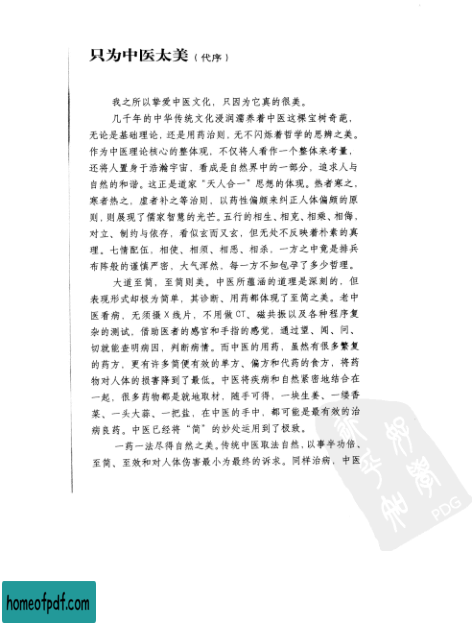 只为中医太美（代序）
我之所以挚爱中医文化，只因为它真的很美。
几千年的中华传统文化浸润濡养着中医这棵宝树奇葩，
无论是基础理论，还是用药治则，无不闪烁着哲学的思辨之美。
作为中医理论核心的整体观，不仅将人看作一个整体来考量，
还将人置身于浩瀚宇宙，看成是自然界中的一部分，追求人与
自然的和谐。这正是道家“天人合一”思想的体现。热者寒之，
寒者热之，虚者补之等治则，以药性偏颇来纠正人体偏颇的原
则，则展现了儒家智慧的光芒。五行的相生、相克、相乘、相侮，
对立、制约与依存，看似玄而又玄，但无处不反映着朴素的真
理。七情配伍，相使、相须、相恶、相杀，一方之中竟是排兵
布阵般的谨慎严密，大气浑然，每一方不知包孕了多少哲理。
大道至简，至简则美。中医所蕴涵的道理是深刻的，但
表现形式却极为简单，其诊断、用药都体现了至简之美。老中
医看病，无须摄X线片，不用做CT、磁共振以及各种程序复
杂的测试，借助医者的感官和手指的感觉，通过望、闻、问、
切就能查明病因，判断病情。而中医的用药，虽然有很多繁复
的药方，更有许多简便有效的单方、偏方和代药的食方，将药
物对人体的损害降到了最低。中医将疾病和自然紧密地结合在
一起，很多药物都是就地取材，随手可得，一块生姜、一缕香
菜、一头大蒜、一把盐，在中医的手中，都可能是最有效的治
病良药。中医已经将“简”的妙处运用到了极致。
一药一法尽得自然之美。传统中医取法自然，以事半功倍、
至简、至效和对人体伤害最小为最终的诉求。同样治病，中医
PDG
homeofpdf.com